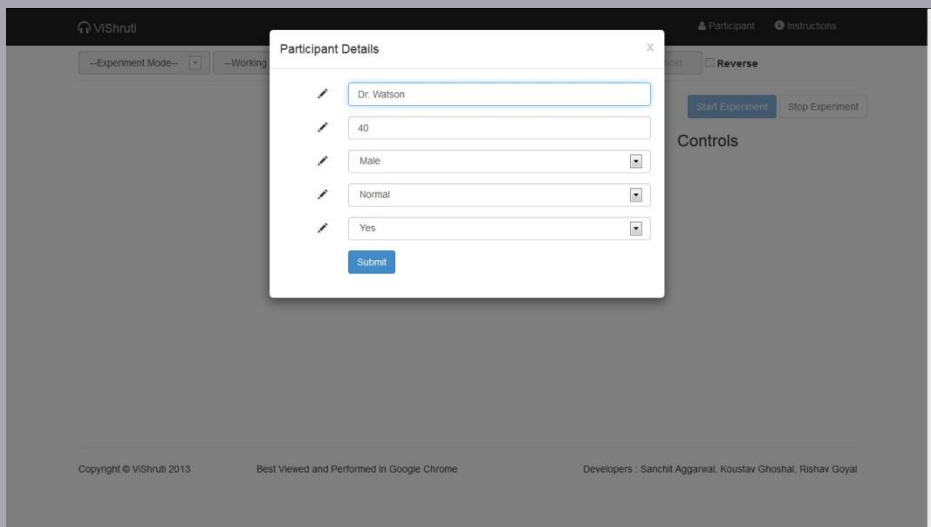 ViShruti
Participant
Instructions
Participant Details
x
--Experiment Mode--
--Working
Reverse
Dr. Watson
Start Experiment
Stop Experiment
40
Controls
Male
Normal
Yes
Submit
Copyright © ViShruti 2013
Best Viewed and Performed In Google Chrome
Developers : Sanchit Aggarwal, Koustav Ghoshal, Rishav Goyal